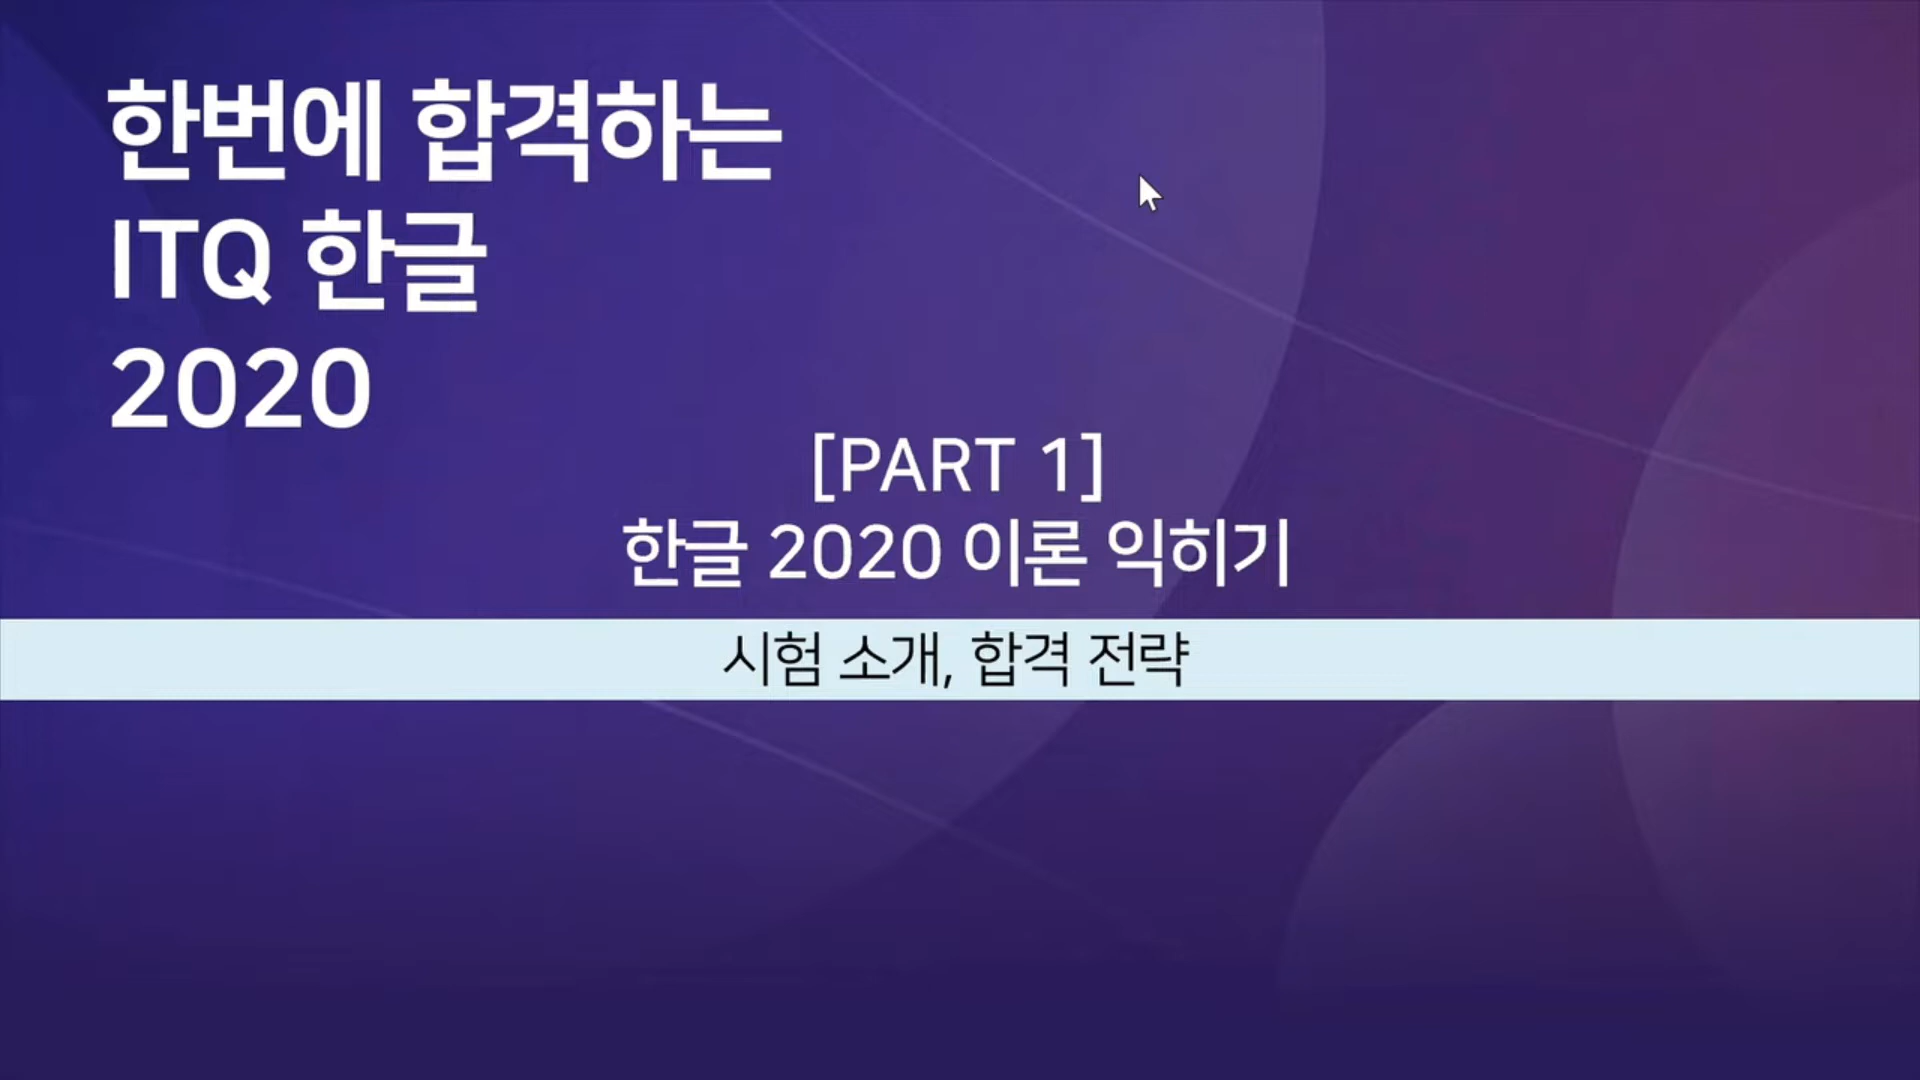 한번에 합격하는
ITQ 한글
2020
[PART 1]
한글 2020 이론 익히기
시험 소개, 합격 전략